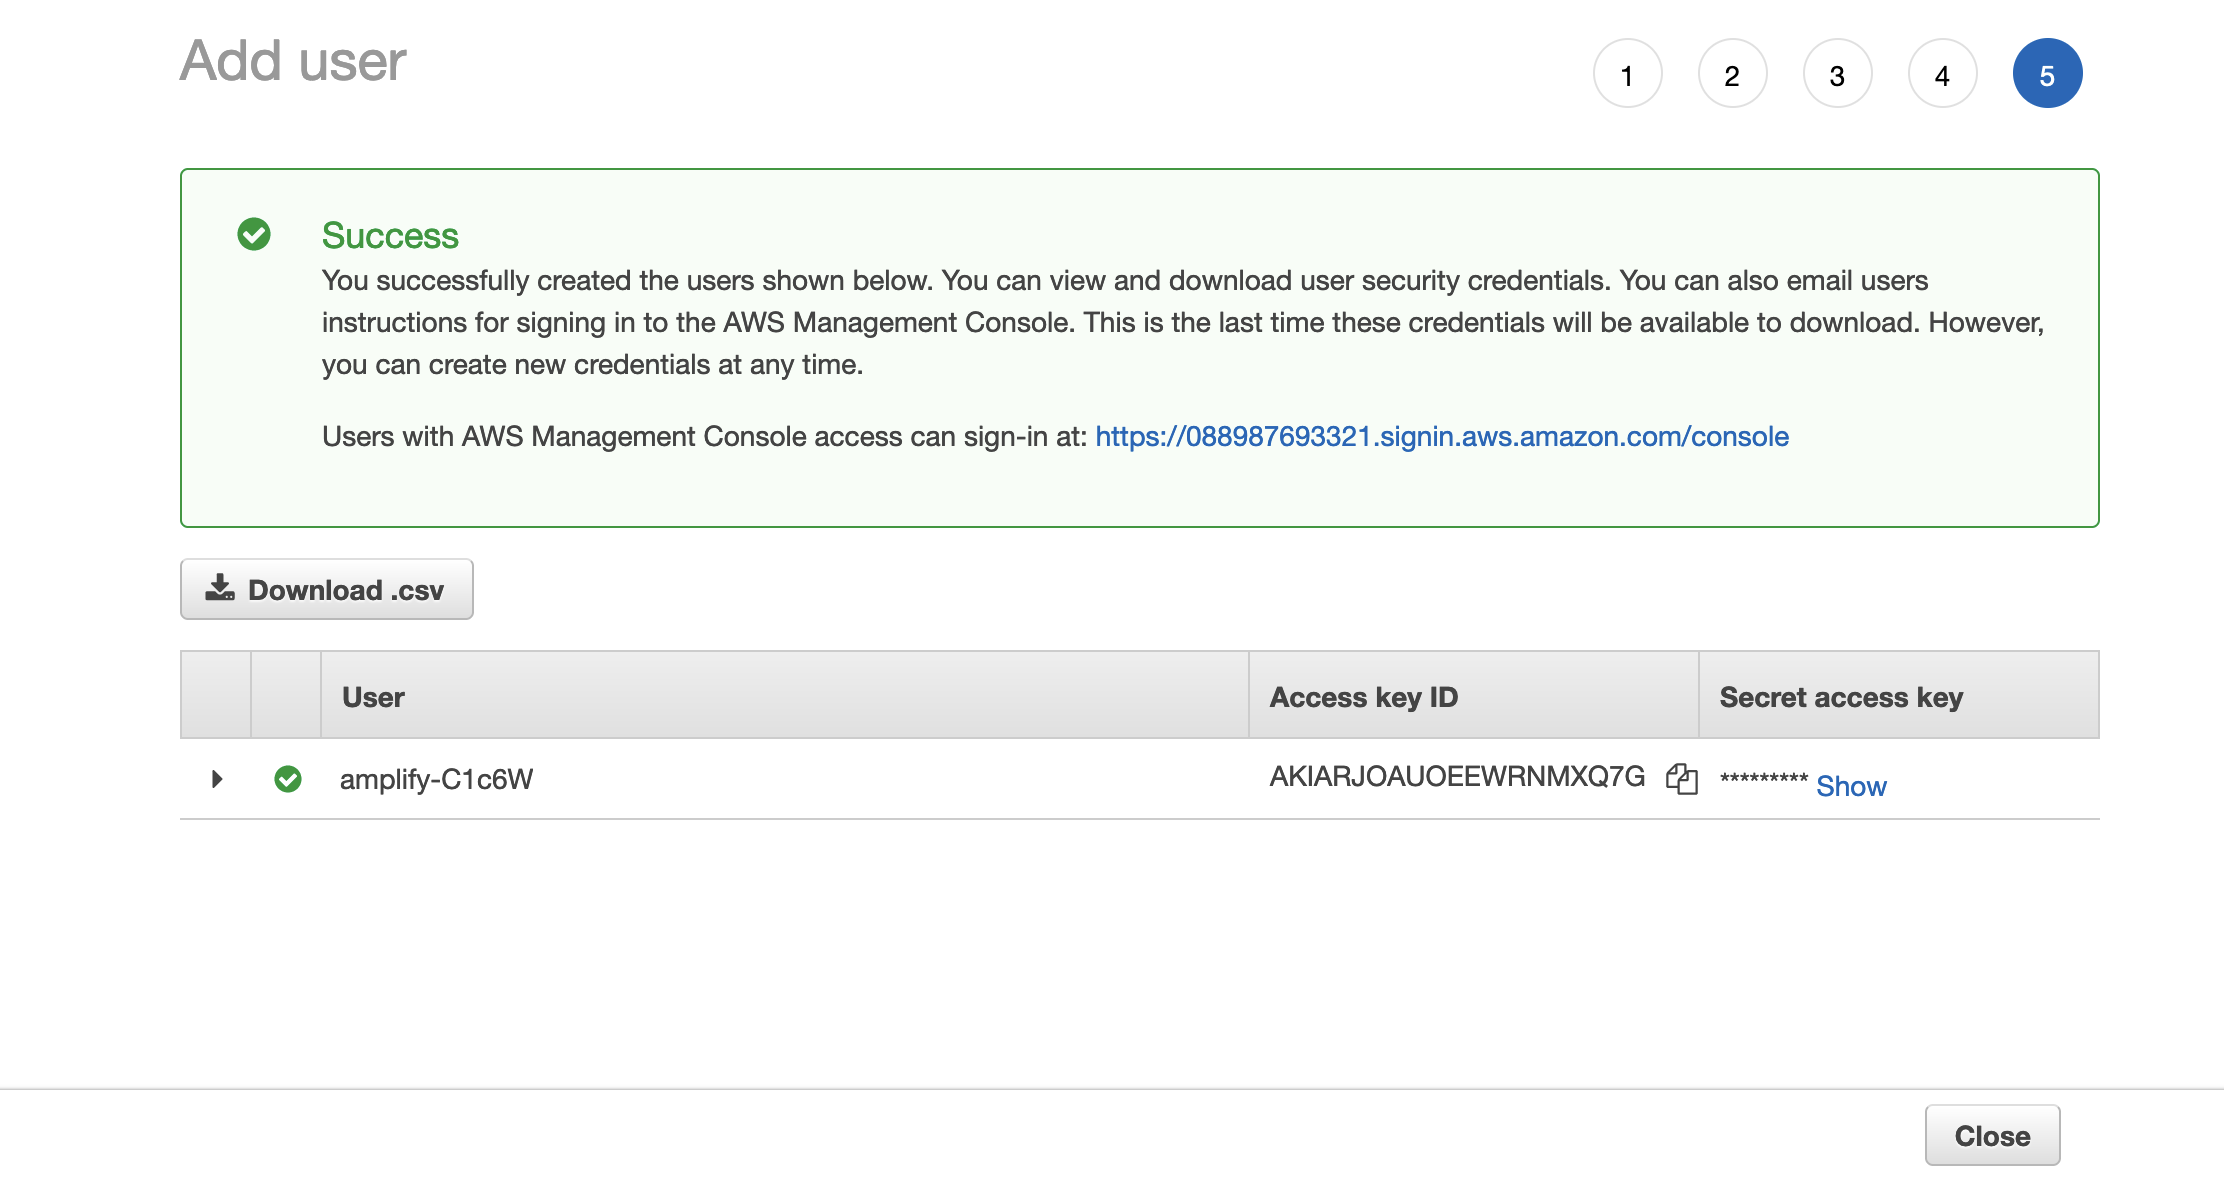 Add user
1 2 3 4 5
Success
You successfully created the users shown below. You can view and download user security credentials. You can also email users
instructions for signing in to the AWS Management Console. This is the last time these credentials will be available to download. However,
you can create new credentials at any time.
Users with AWS Management Console access can sign-in at: https://088987693321.signin.aws.amazon.com/console
Download .csv
User Access key ID Secret access key
amplify-C1c6W AKIARJOAUOEEWRNMXQ7G ********* Show
Close